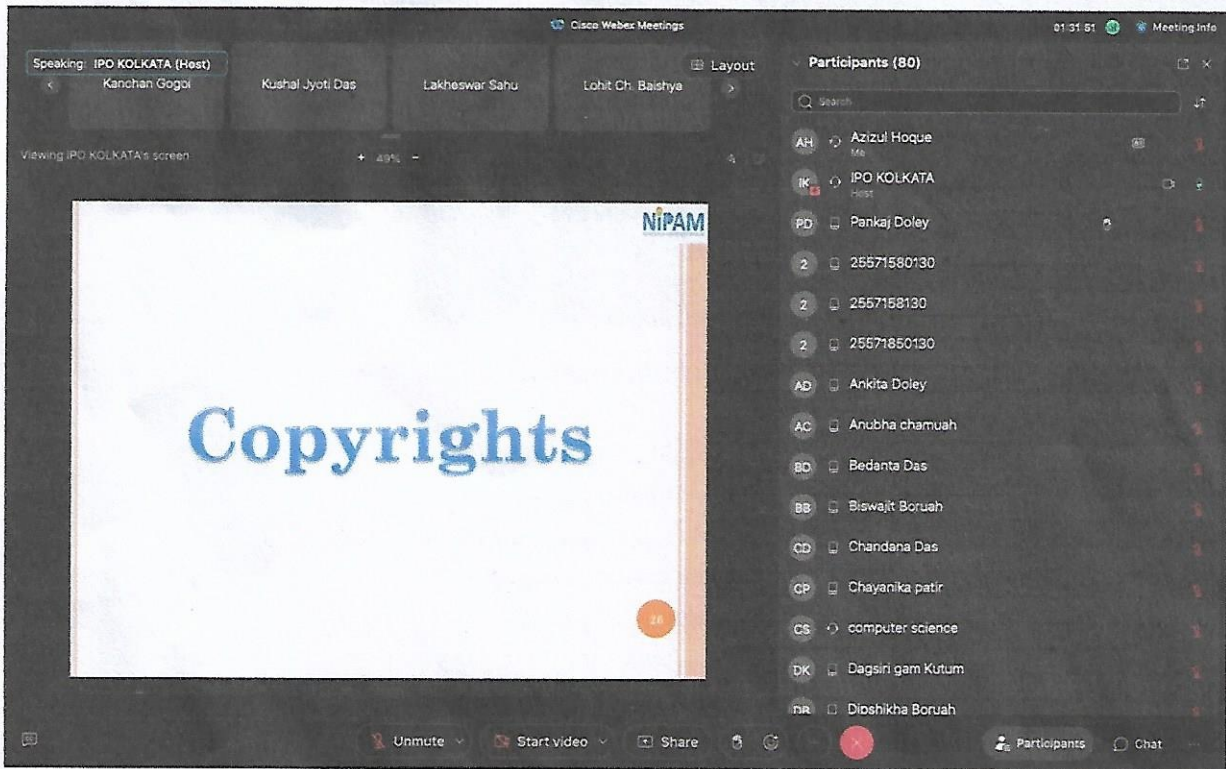 Cisco Webex Meetings
01:31:51
Meeting Info
Speaking: IPO KOLKATA (Host)
Kanchan Gogoi
Kushal Jyoti Das
Lakheswar Sahu
Lohit Ch. Baishya
Layout
Viewing IPO KOLKATA's screen
+ 49% -
NIPAM
Copyrights
26
Participants (80)
Search
AH Azizul Hoque
Me
IK IPO KOLKATA
Host
PD Pankaj Doley
2 25571580130
2 2557158130
2 25571850130
AD Ankita Doley
AC Anubha chamuah
BD Bedanta Das
BB Biswajit Boruah
CD Chandana Das
CP Chayanika patir
CS computer science
DK Dagsiri gam Kutum
DB Dipshikha Boruah
Unmute
Start video
Share
Participants
Chat